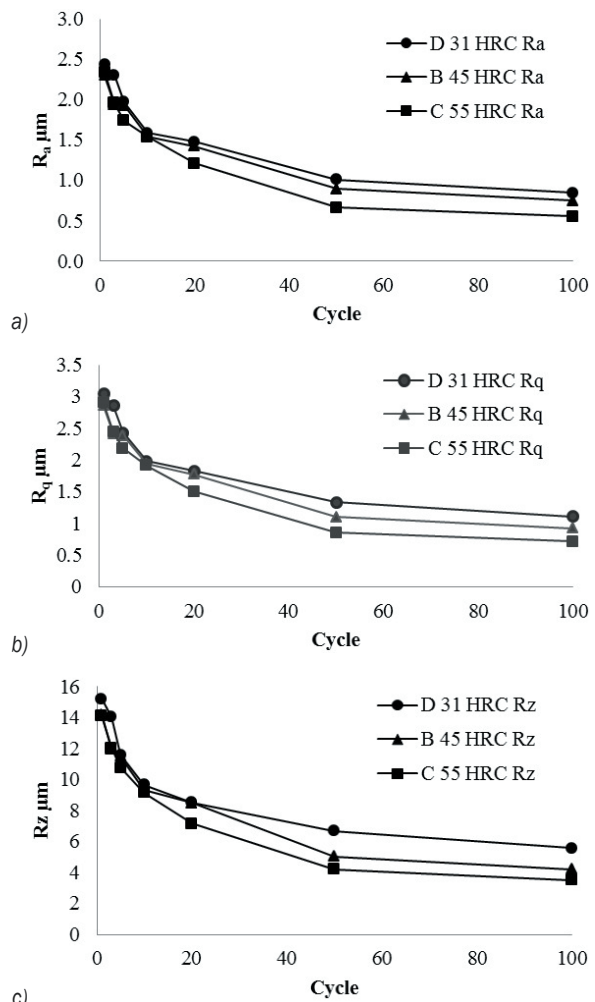 3.0
2.5
2.0
1.5
1.0
0.5
0.0
Ra µm
D 31 HRC Ra
B 45 HRC Ra
C 55 HRC Ra
0 20 40 60 80 100
Cycle
a)
3.5
3
2.5
2
1.5
1
0.5
0
Rq µm
D 31 HRC Rq
B 45 HRC Rq
C 55 HRC Rq
0 20 40 60 80 100
Cycle
b)
16
14
12
10
8
6
4
2
0
Rz µm
D 31 HRC Rz
B 45 HRC Rz
C 55 HRC Rz
0 20 40 60 80 100
Cycle
c)